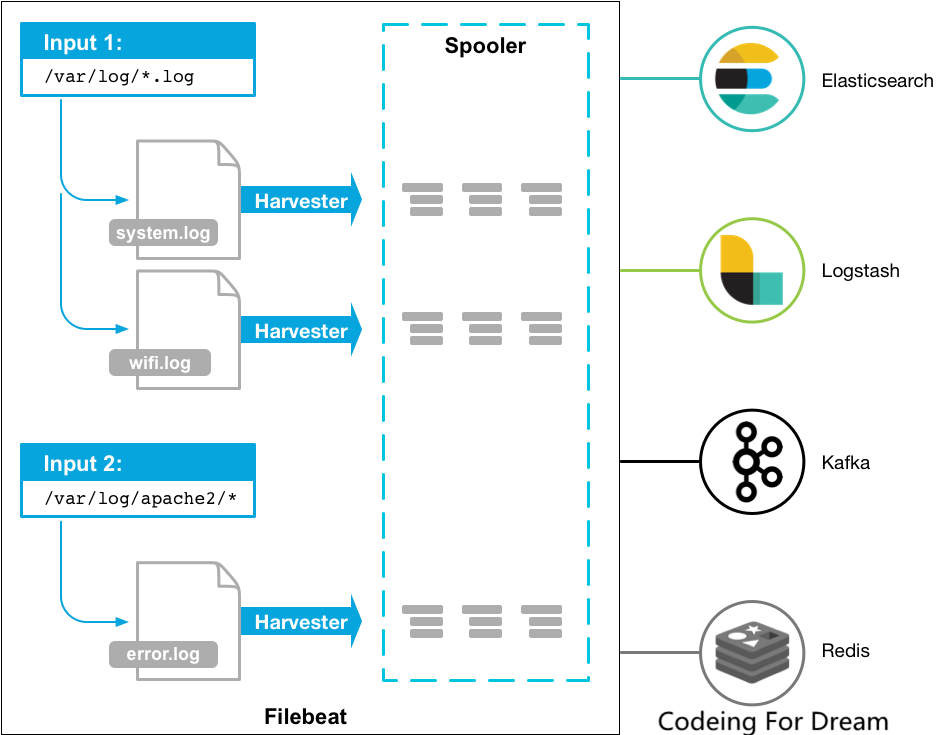 Input 1:
/var/log/*.log
Spooler
system.log
Harvester
wifi.log
Harvester
Input 2:
/var/log/apache2/*
error.log
Harvester
Filebeat
Elasticsearch
Logstash
Kafka
Redis
Codeing For Dream